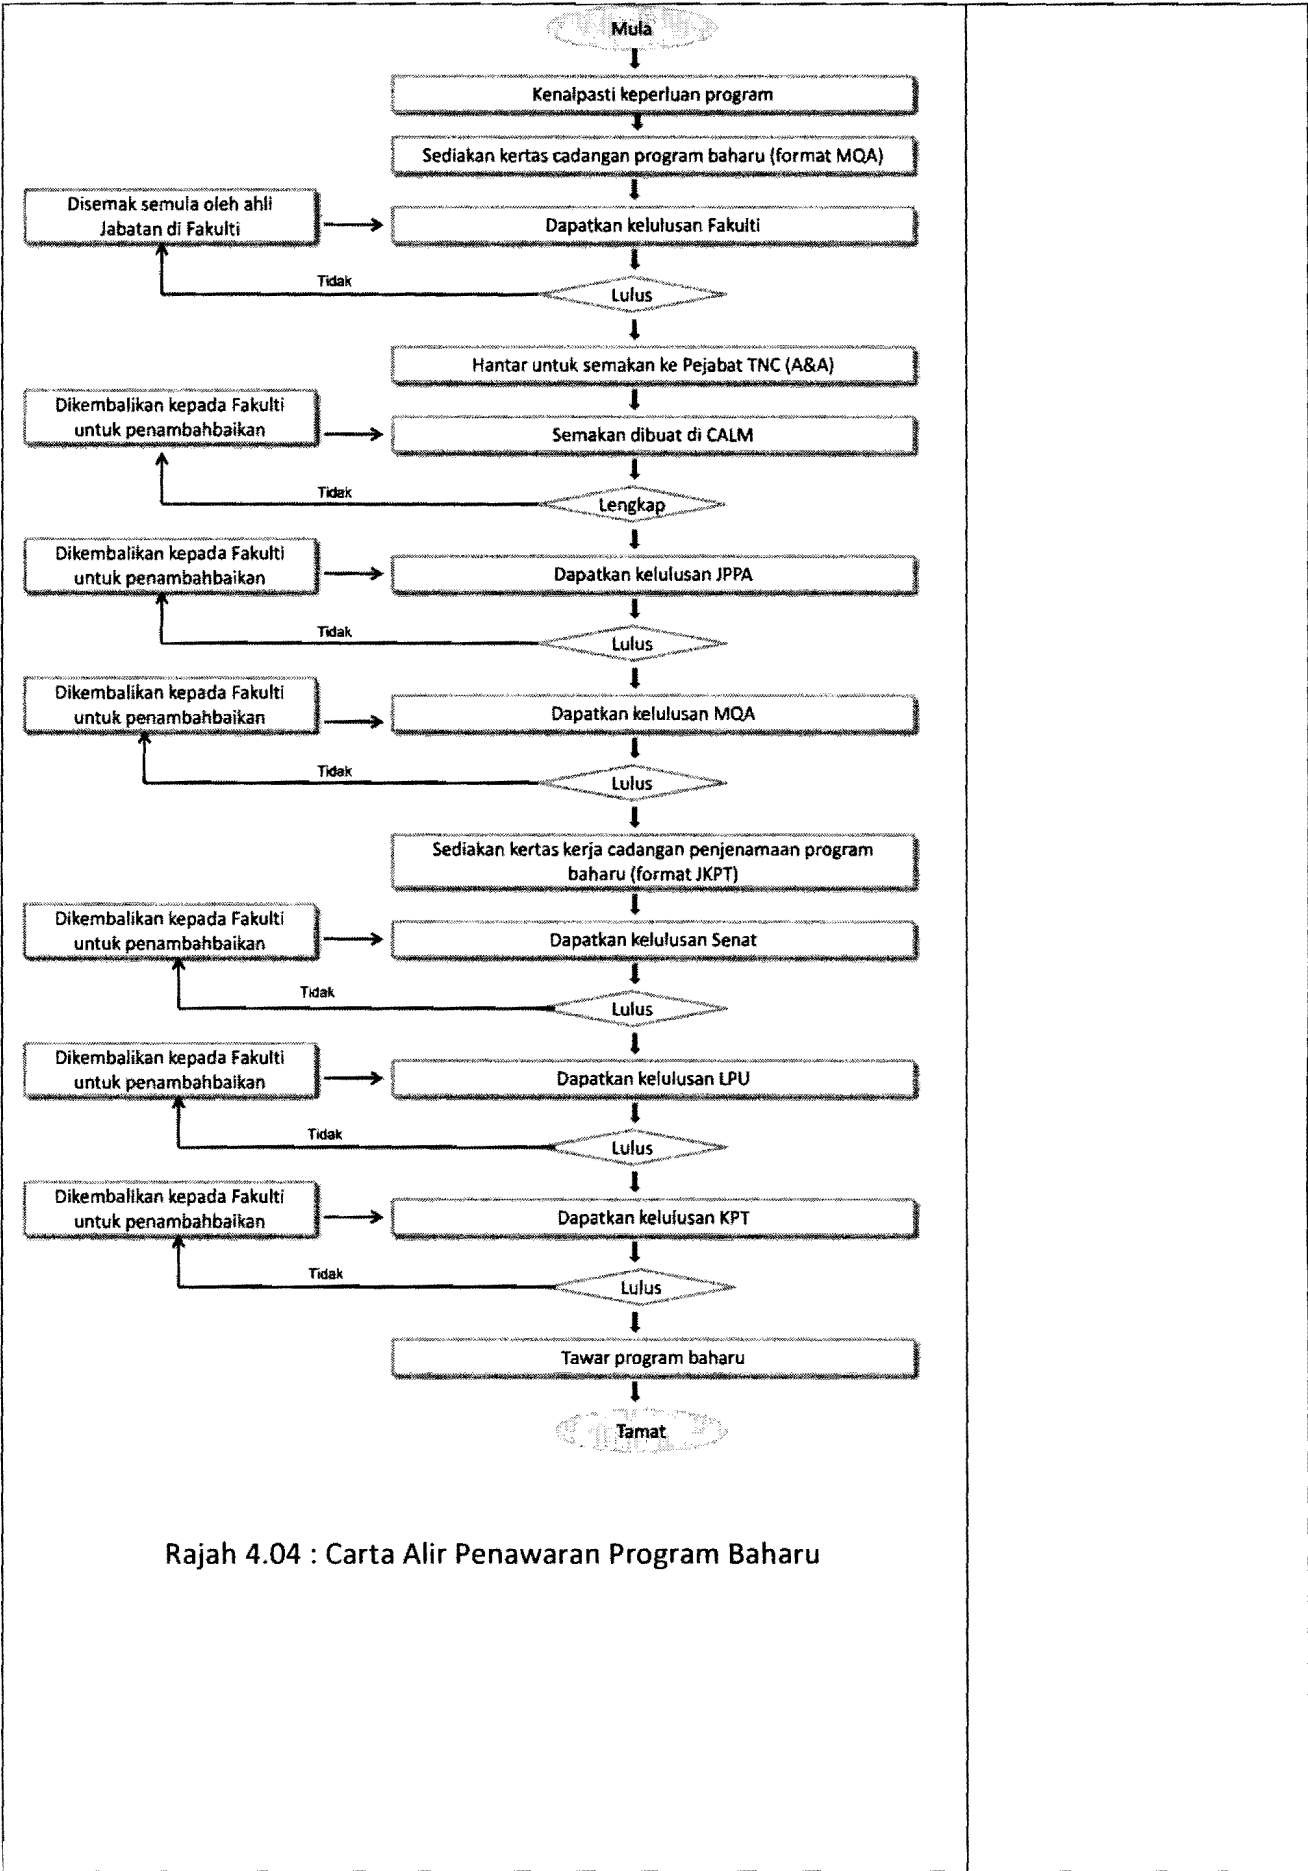 Mula
Kenalpasti keperluan program
Sediakan kertas cadangan program baharu (format MQA)
Disemak semula oleh ahli
Jabatan di Fakulti
Dapatkan kelulusan Fakulti
Tidak
Lulus
Hantar untuk semakan ke Pejabat TNC (A&A)
Dikembalikan kepada Fakulti
untuk penambahbaikan
Semakan dibuat di CALM
Tidak
Lengkap
Dikembalikan kepada Fakulti
untuk penambahbaikan
Dapatkan kelulusan JPPA
Tidak
Lulus
Dikembalikan kepada Fakulti
untuk penambahbaikan
Dapatkan kelulusan MQA
Tidak
Lulus
Sediakan kertas kerja cadangan penjenamaan program
baharu (format JKPT)
Dikembalikan kepada Fakulti
untuk penambahbaikan
Dapatkan kelulusan Senat
Tidak
Lulus
Dikembalikan kepada Fakulti
untuk penambahbaikan
Dapatkan kelulusan LPU
Tidak
Lulus
Dikembalikan kepada Fakulti
untuk penambahbaikan
Dapatkan kelulusan KPT
Tidak
Lulus
Tawar program baharu
Tamat
Rajah 4.04 : Carta Alir Penawaran Program Baharu